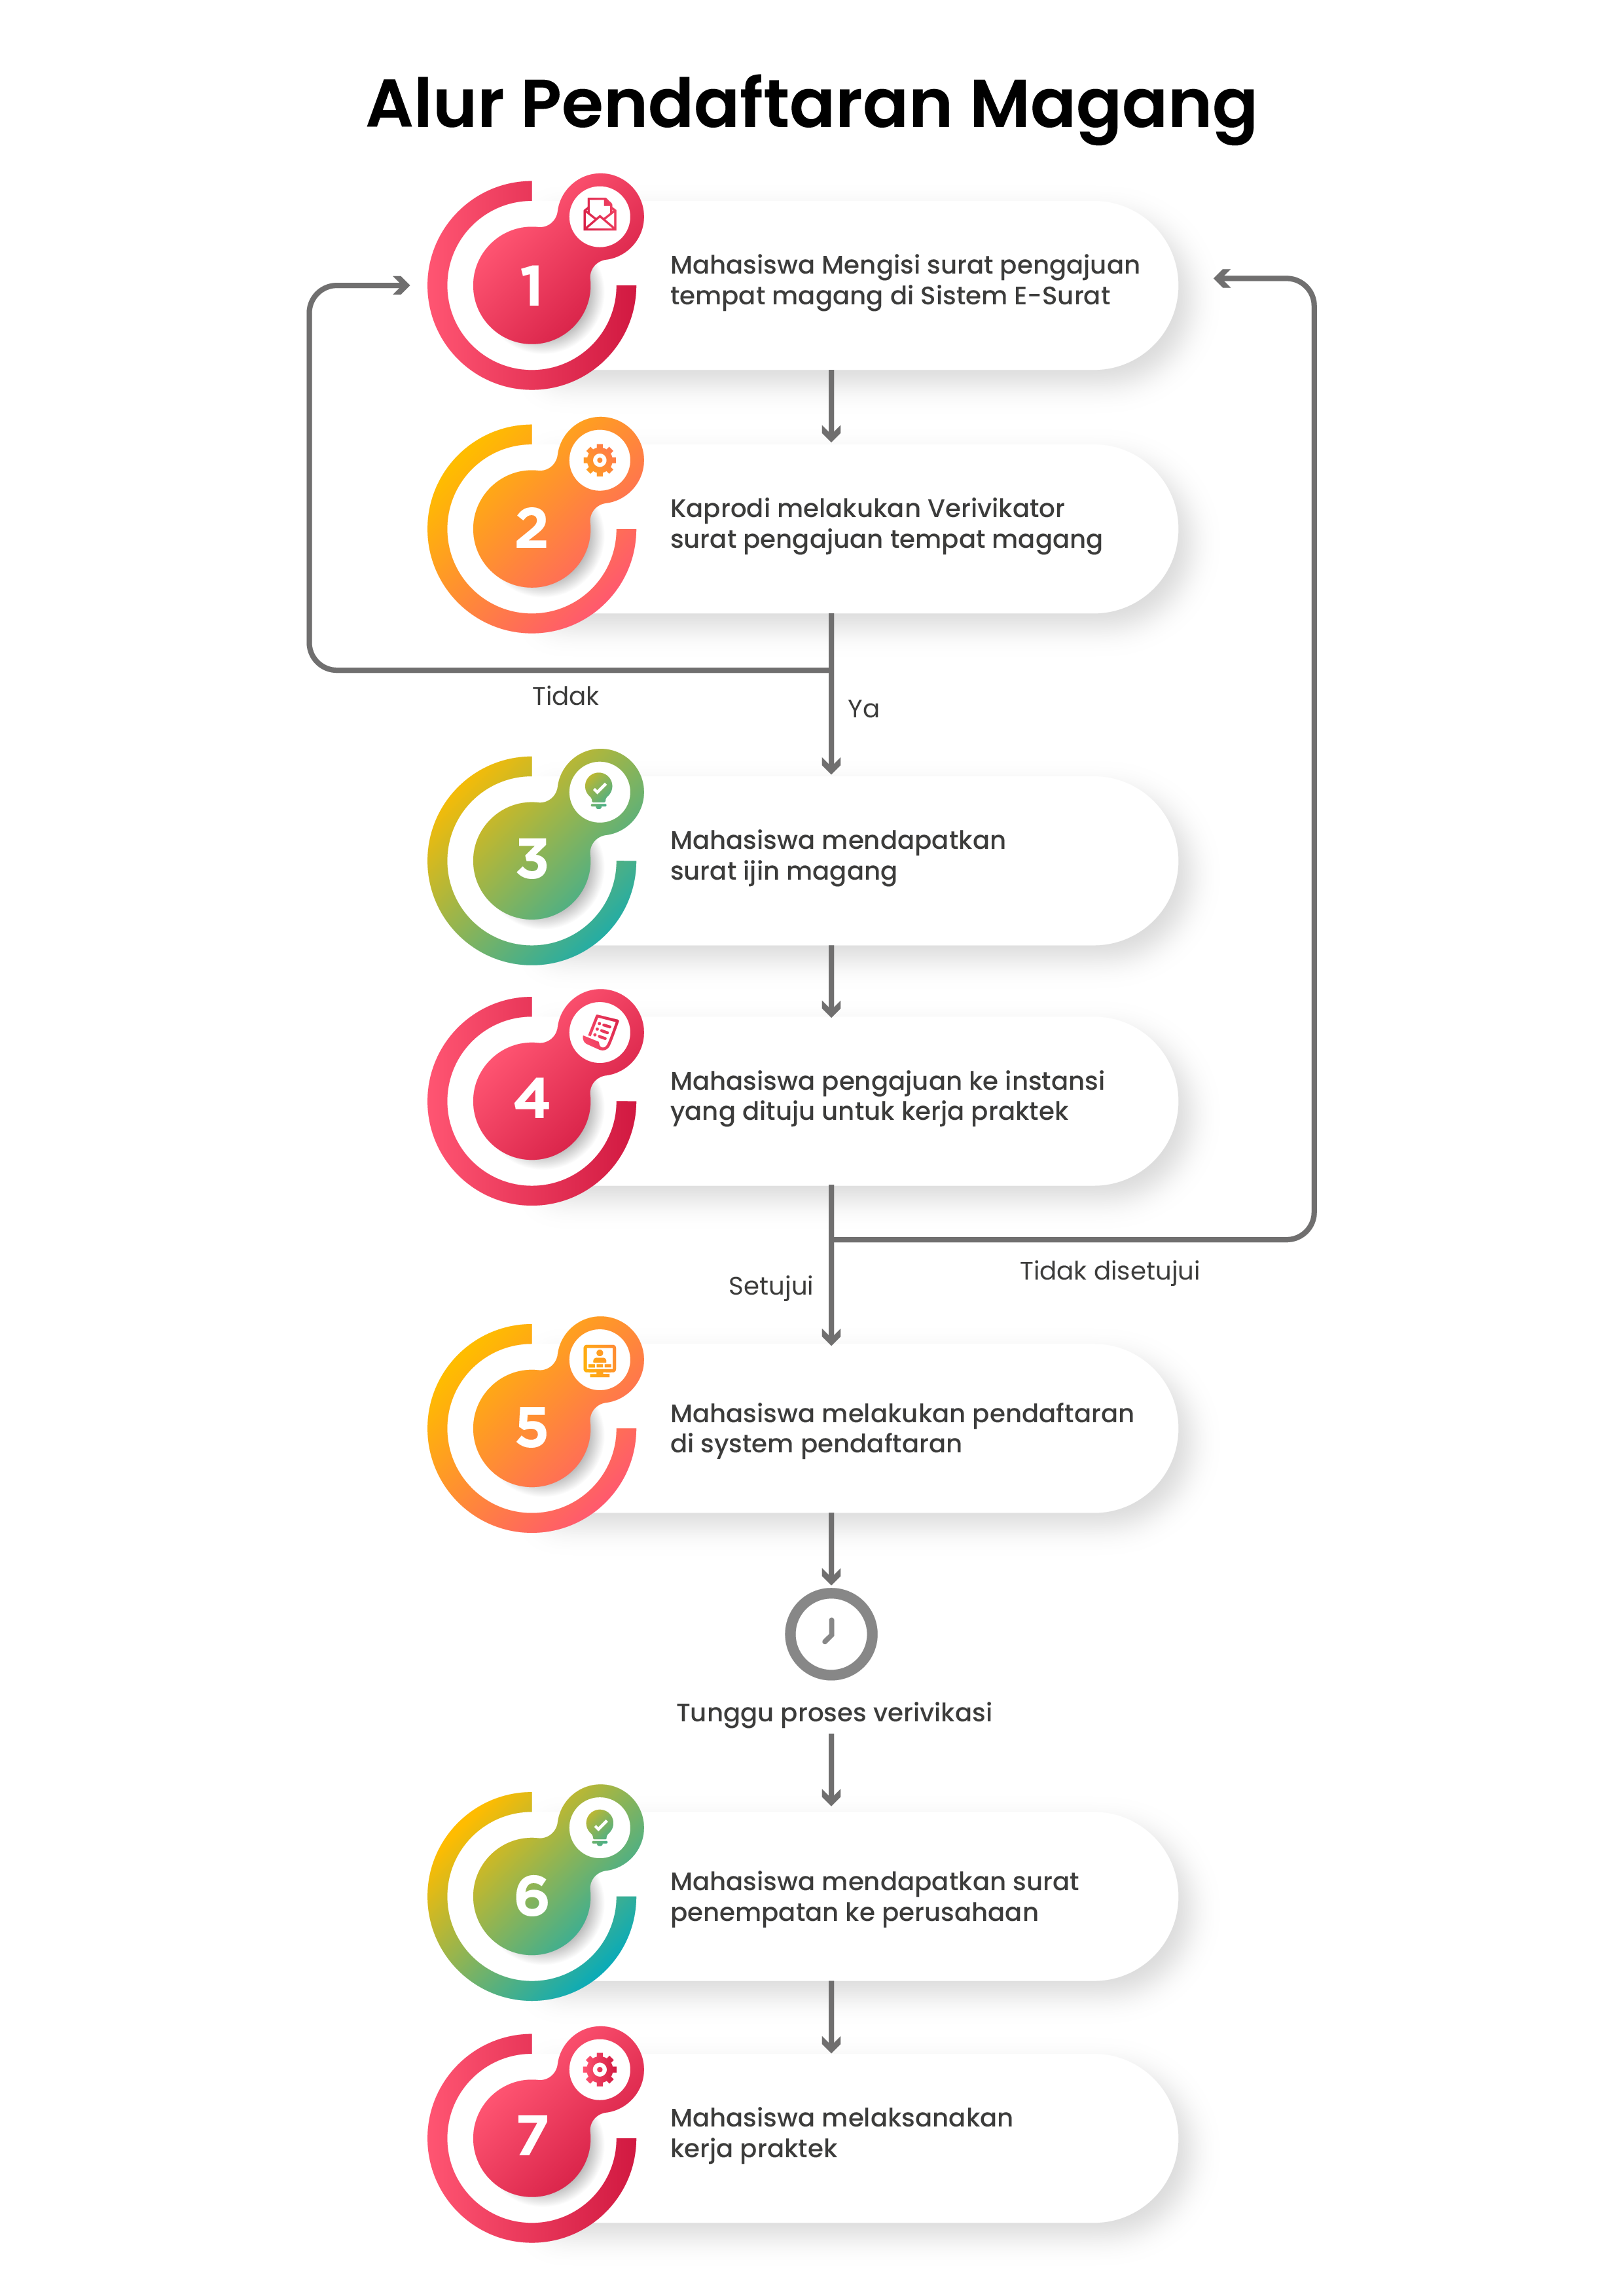 Alur Pendaftaran Magang
1
Mahasiswa Mengisi surat pengajuan
tempat magang di Sistem E-Surat
2
Kaprodi melakukan Verivikator
surat pengajuan tempat magang
Tidak
Ya
3
Mahasiswa mendapatkan
surat ijin magang
4
Mahasiswa pengajuan ke instansi
yang dituju untuk kerja praktek
Tidak disetujui
Setujui
5
Mahasiswa melakukan pendaftaran
di system pendaftaran
Tunggu proses verivikasi
6
Mahasiswa mendapatkan surat
penempatan ke perusahaan
7
Mahasiswa melaksanakan
kerja praktek